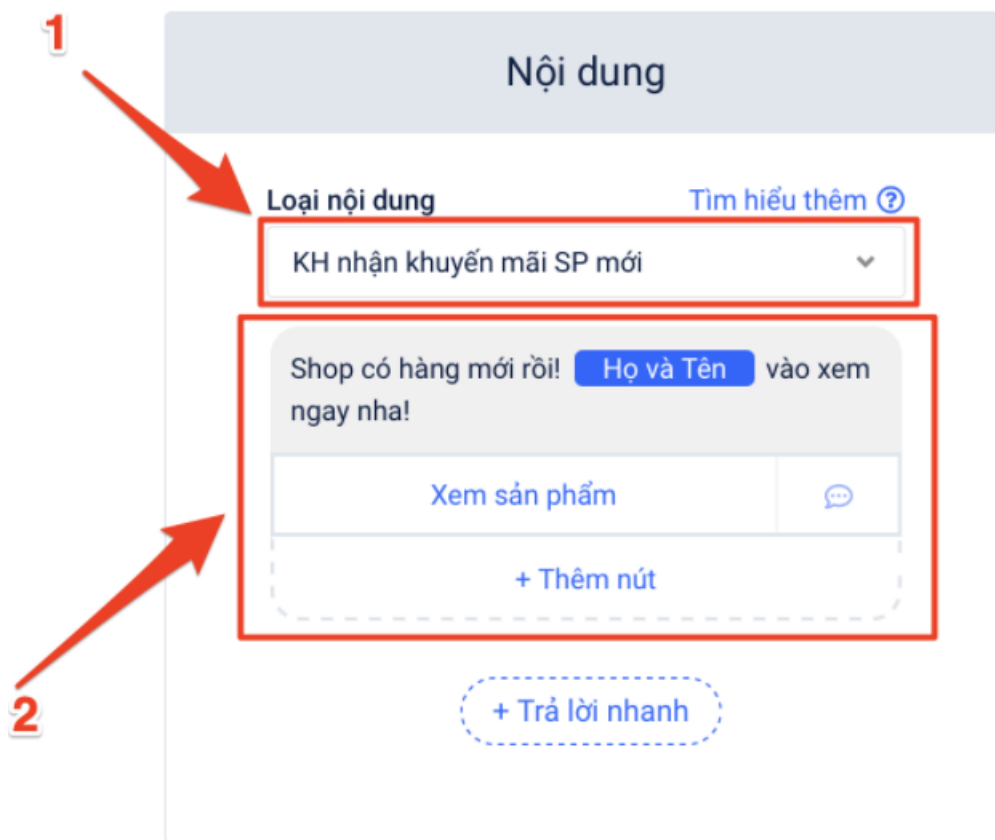 1
Nội dung
Loại nội dung Tìm hiểu thêm ?
KH nhận khuyến mãi SP mới
Shop có hàng mới rồi! Họ và Tên vào xem
ngay nha!
Xem sản phẩm
+ Thêm nút
2
+ Trả lời nhanh